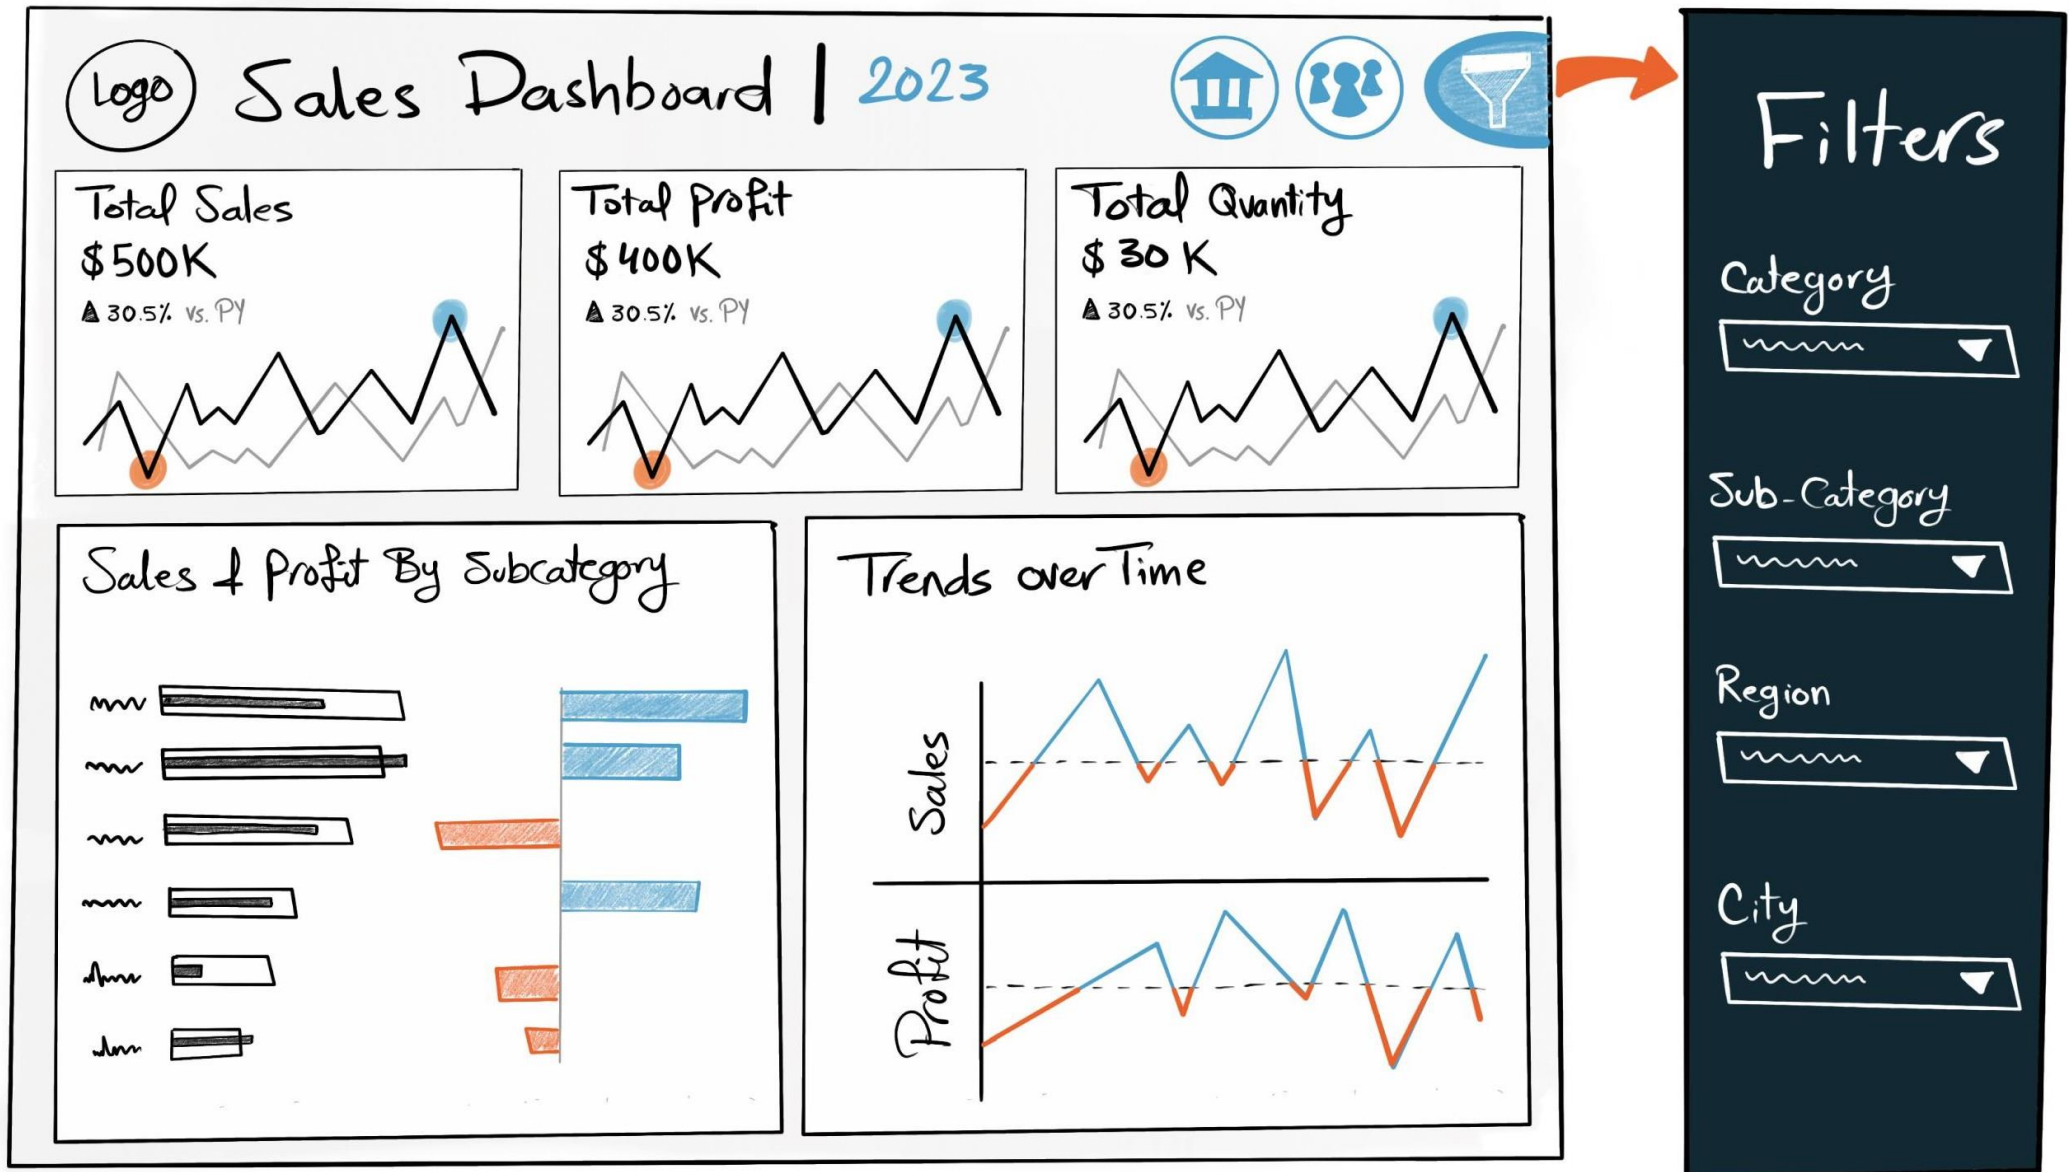 Logo
Sales Dashboard | 2023
Total Sales
$500K
▲ 30.5% vs. PY
Total Profit
$400K
▲ 30.5% vs. PY
Total Quantity
$30K
▲ 30.5% vs. PY
Sales & Profit By Subcategory
Trends over Time
Sales
Profit
Filters
Category
Sub-Category
Region
City